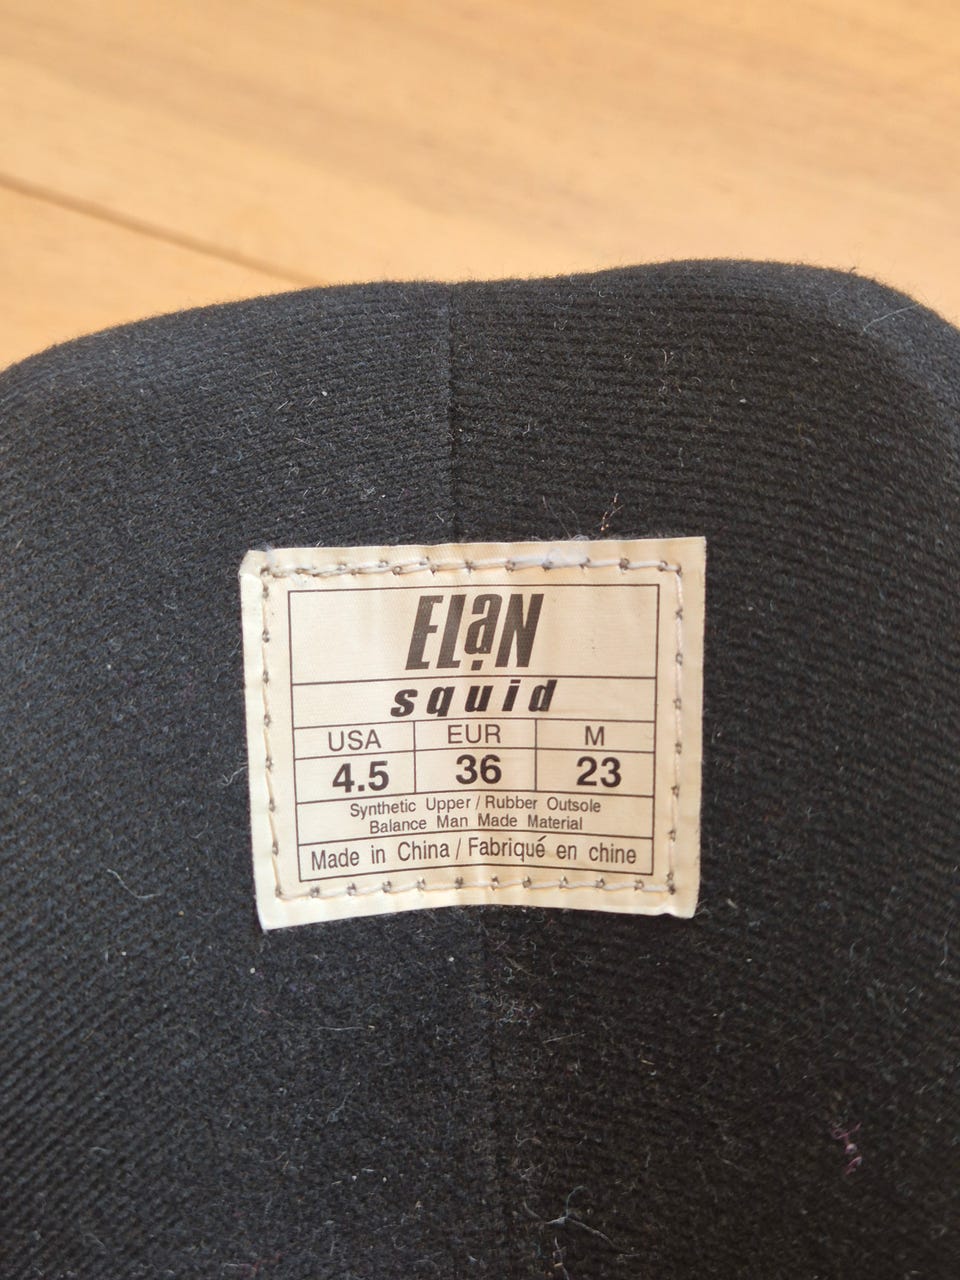 ELaN
squid
USA EUR M
4.5 36 23
Synthetic Upper / Rubber Outsole
Balance Man Made Material
Made in China / Fabriqué en chine